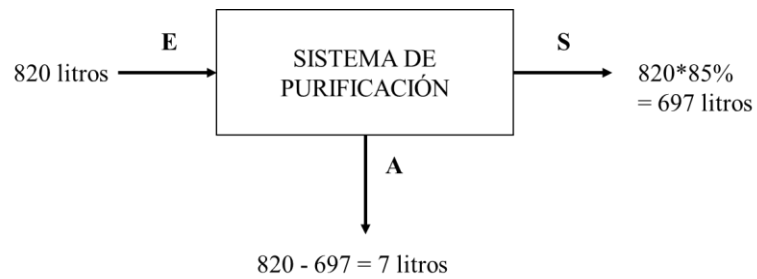 E
S
820 litros
SISTEMA DE
PURIFICACIÓN
820*85%
= 697 litros
A
820 - 697 = 7 litros